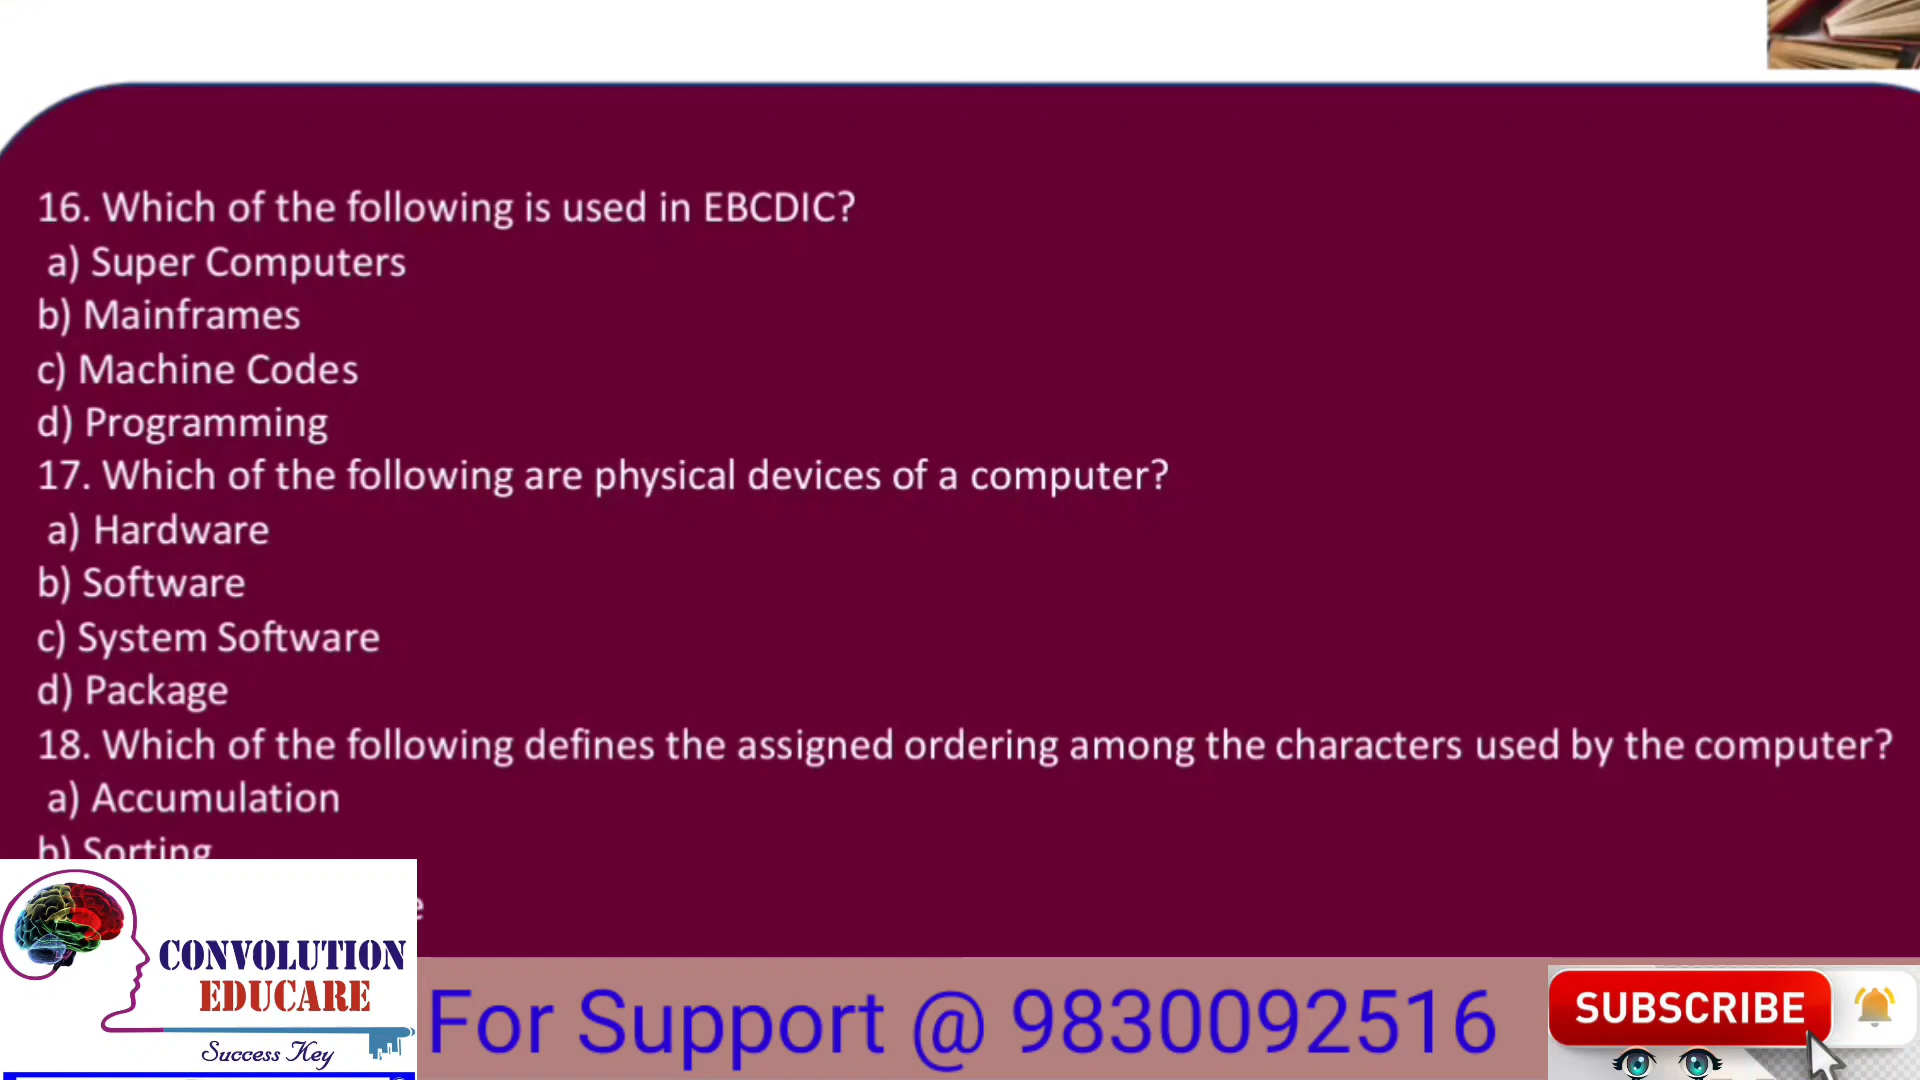 16. Which of the following is used in EBCDIC?
a) Super Computers
b) Mainframes
c) Machine Codes
d) Programming
17. Which of the following are physical devices of a computer?
a) Hardware
b) Software
c) System Software
d) Package
18. Which of the following defines the assigned ordering among the characters used by the computer?
a) Accumulation
b) Sorting
CONVOLUTION
EDUCARE
Success Key
For Support @ 9830092516
SUBSCRIBE